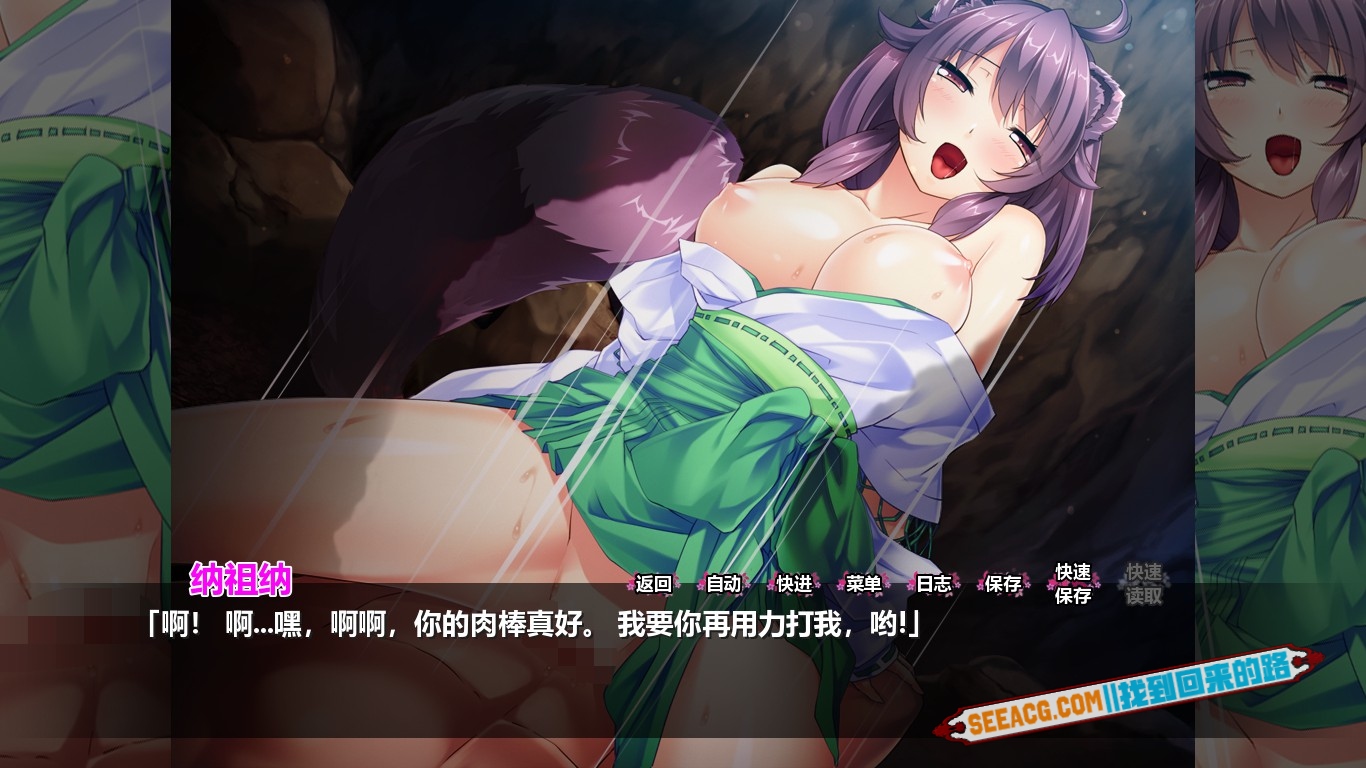 纳祖纳
返回 自动 快进 菜单 日志 保存 快速保存 快速读取
「啊！ 啊...嘿，啊啊，你的肉棒真好。 我要你再用力打我，哟!」
SEEACG.COM||找到回来的路